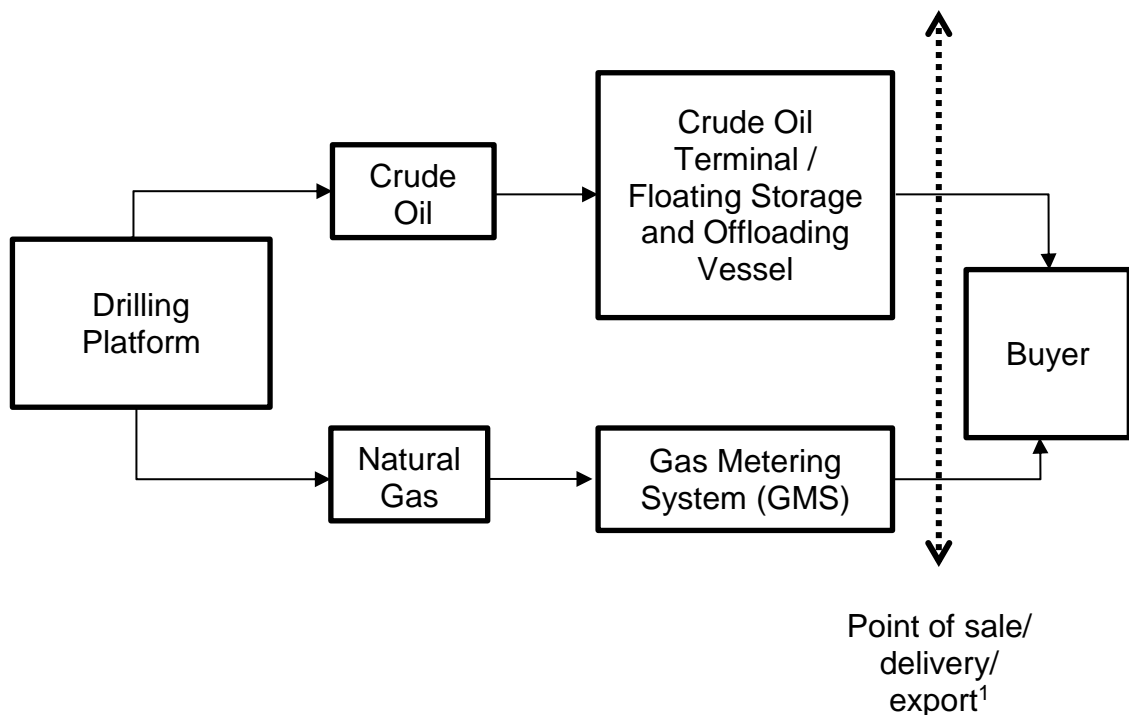 Drilling
Platform
Crude
Oil
Crude Oil
Terminal /
Floating Storage
and Offloading
Vessel
Natural
Gas
Gas Metering
System (GMS)
Buyer
Point of sale/
delivery/
export¹